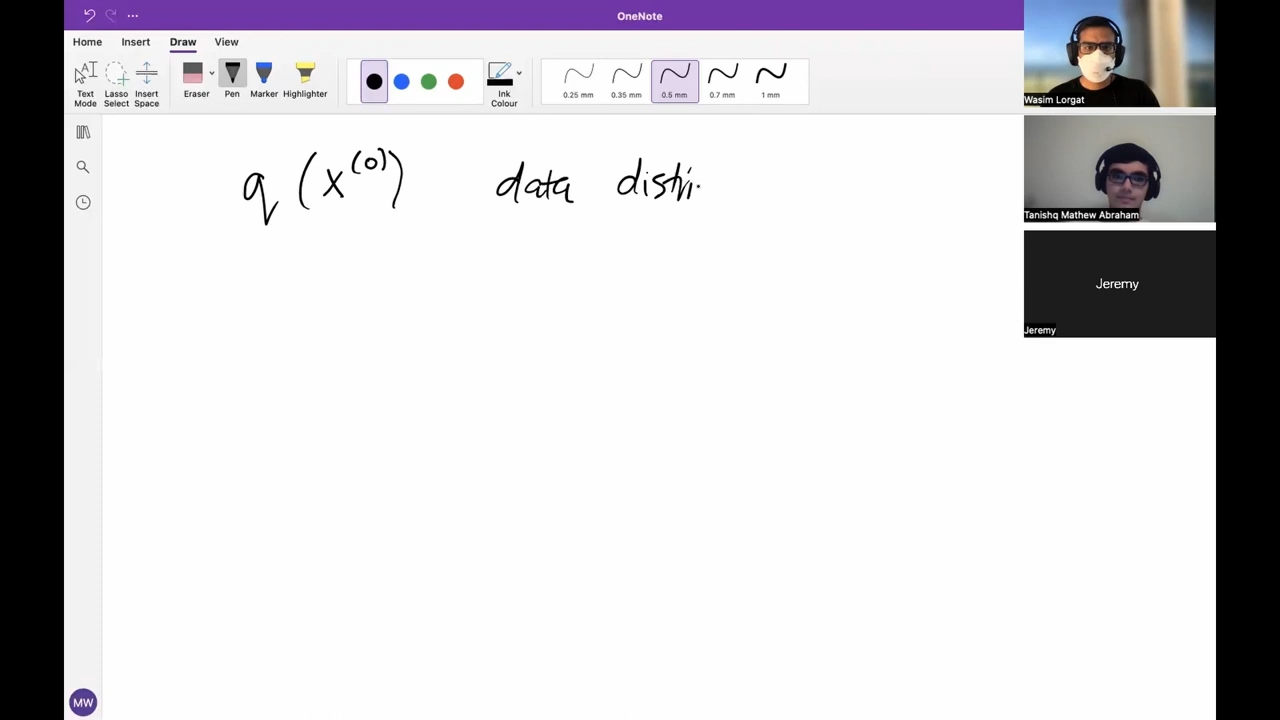 OneNote
Home Insert Draw View
Text Mode Lasso Select Insert Space Eraser Pen Marker Highlighter Ink Colour 0.25 mm 0.35 mm 0.5 mm 0.7 mm 1 mm
Wasim Lorgat
q (x^(0)) data distri
Tanishq Mathew Abraham
Jeremy
Jeremy
MW